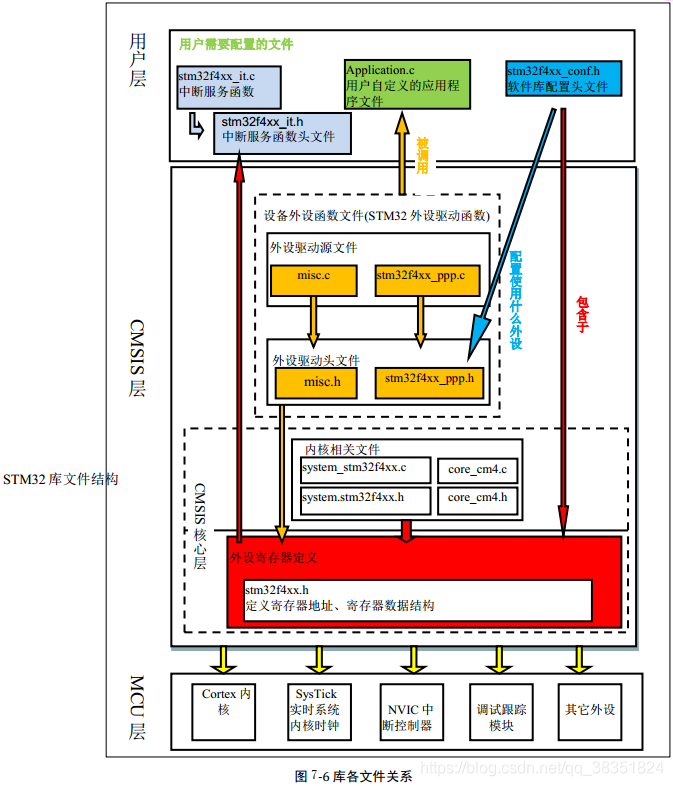 用户层
用户需要配置的文件
stm32f4xx_it.c
中断服务函数
stm32f4xx_it.h
中断服务函数头文件
Application.c
用户自定义的应用程
序文件
stm32f4xx_conf.h
软件库配置头文件
被调用
CMSIS 层
设备外设函数文件(STM32 外设驱动函数)
外设驱动源文件
misc.c
stm32f4xx_ppp.c
配置使用什么外设
包含于
外设驱动头文件
misc.h
stm32f4xx_ppp.h
STM32 库文件结构
CMSIS 核心层
内核相关文件
system_stm32f4xx.c
core_cm4.c
system.stm32f4xx.h
core_cm4.h
外设寄存器定义
stm32f4xx.h
定义寄存器地址、寄存器数据结构
MCU 层
Cortex 内
核
SysTick
实时系统
内核时钟
NVIC 中
断控制器
调试跟踪
模块
其它外设
图 7-6 库各文件关系
https://blog.csdn.net/qq_38351824